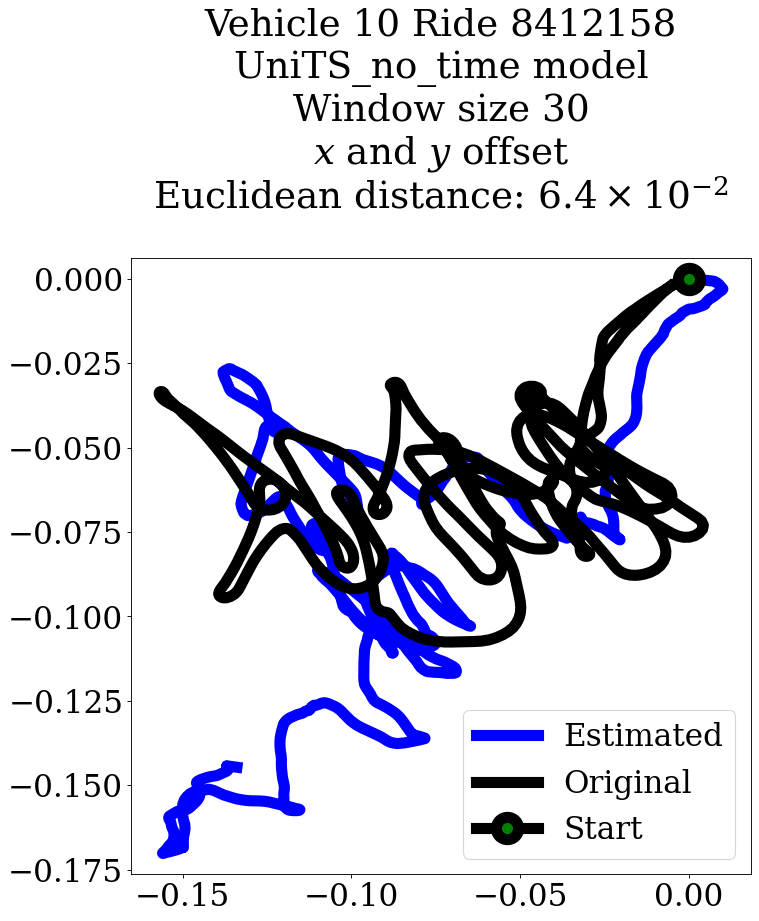 Vehicle 10 Ride 8412158
UniTS_no_time model
Window size 30
x and y offset
Euclidean distance: 6.4 × 10⁻²
0.000
−0.025
−0.050
−0.075
−0.100
−0.125
−0.150
−0.175
Estimated
Original
Start
−0.15
−0.10
−0.05
0.00